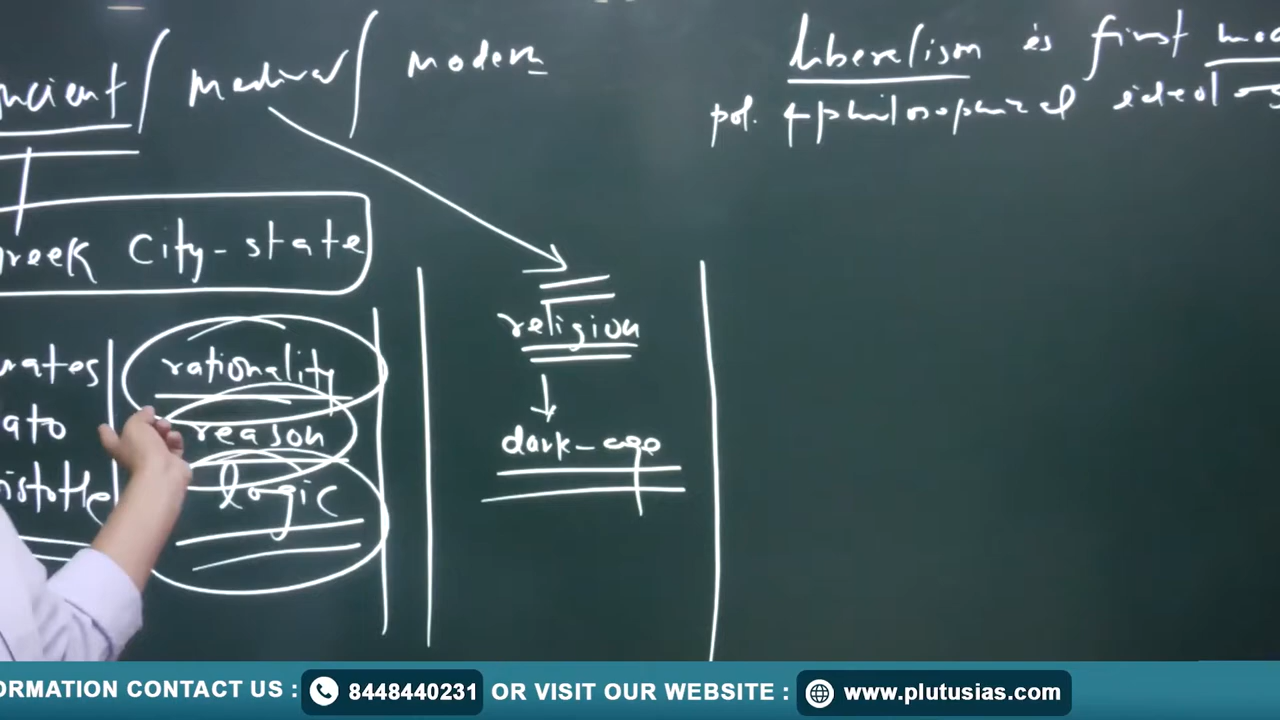 ncient / Medival / Modern
Greek City-state
rates rationality
ato reason
istotle logic
religion
dark-age
Liberalism is first mod
pol. & philosophical ideolog
ORMATION CONTACT US : 8448440231 OR VISIT OUR WEBSITE : www.plutusias.com